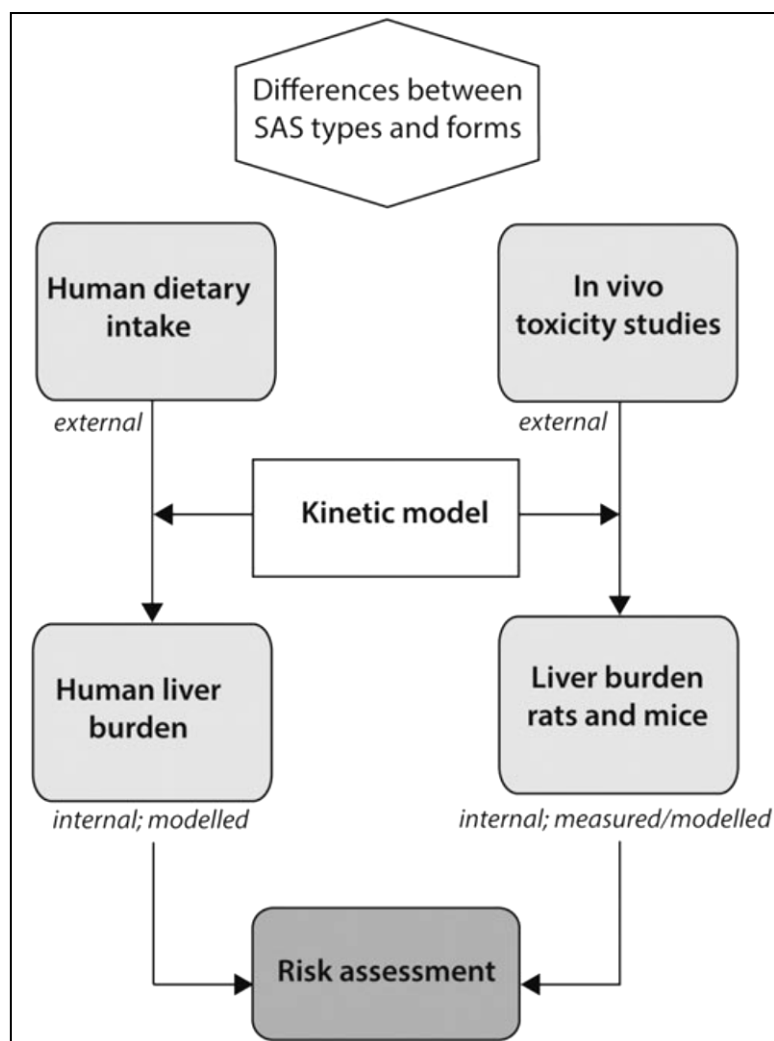 Differences between
SAS types and forms
Human dietary
intake
In vivo
toxicity studies
external
external
Kinetic model
Human liver
burden
Liver burden
rats and mice
internal; modelled
internal; measured/modelled
Risk assessment